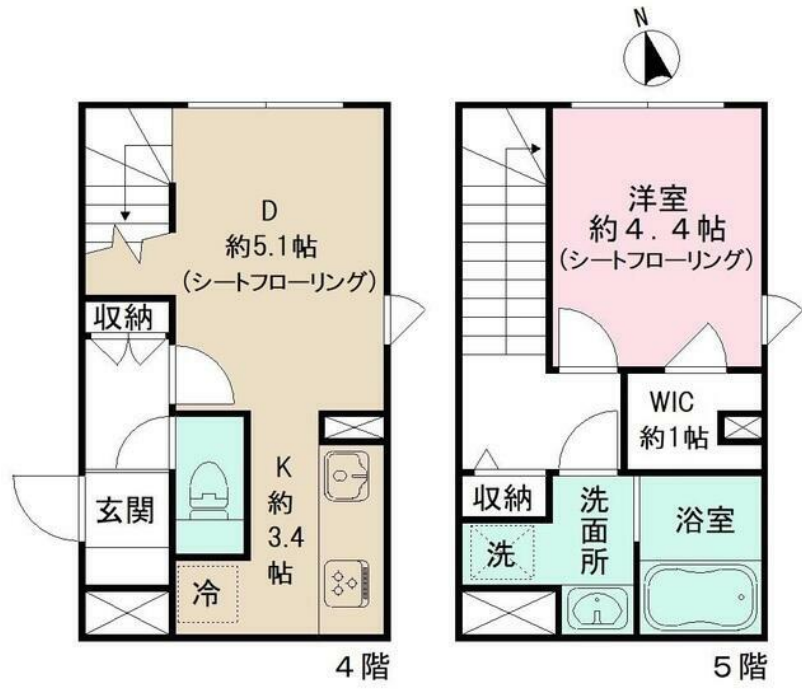 N
D
約5.1帖
(シートフローリング)
収納
玄関
K
約
3.4
帖
冷
4階
洋室
約4.4帖
(シートフローリング)
WIC
約1帖
収納
洗
洗面所
浴室
5階